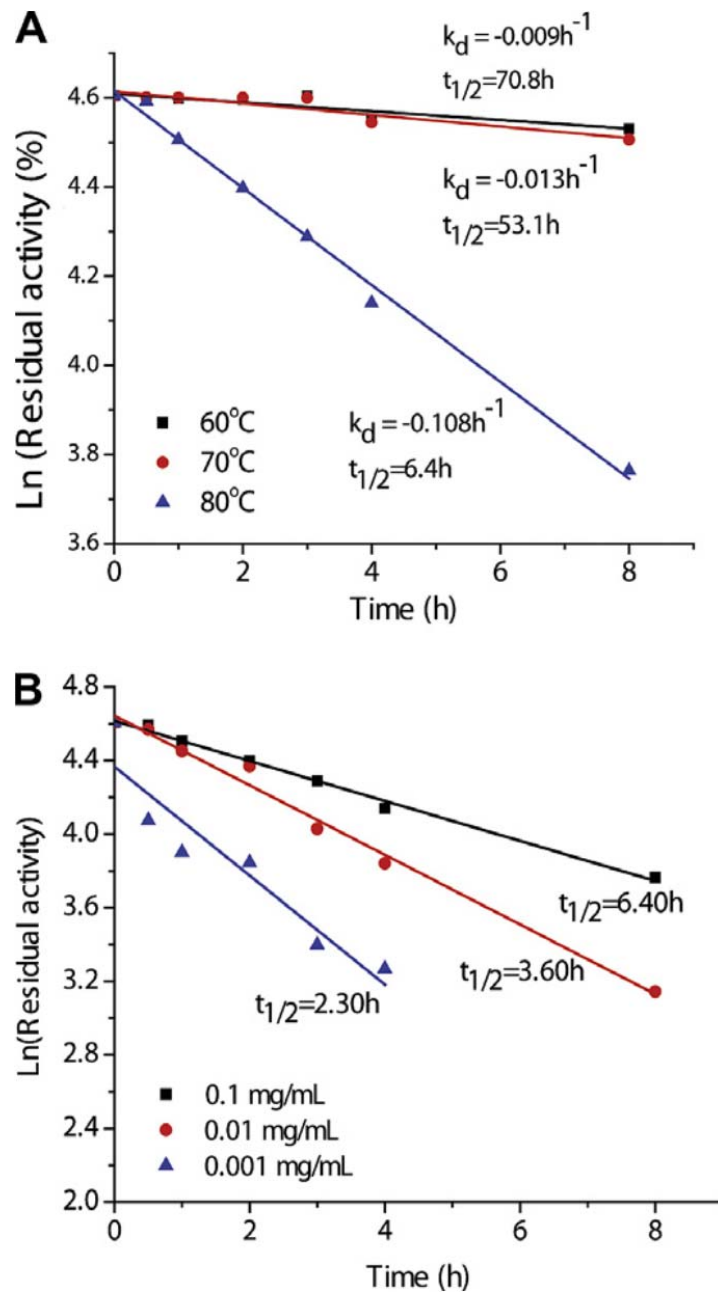 A
k_d = -0.009h^-1
t_1/2=70.8h
k_d = -0.013h^-1
t_1/2=53.1h
k_d = -0.108h^-1
t_1/2=6.4h
60°C
70°C
80°C
Ln (Residual activity (%)
4.6
4.4
4.2
4.0
3.8
3.6
0 2 4 6 8
Time (h)
B
4.8
4.4
4.0
3.6
3.2
2.8
2.4
2.0
Ln(Residual activity)
t_1/2=6.40h
t_1/2=3.60h
t_1/2=2.30h
0.1 mg/mL
0.01 mg/mL
0.001 mg/mL
0 2 4 6 8
Time (h)